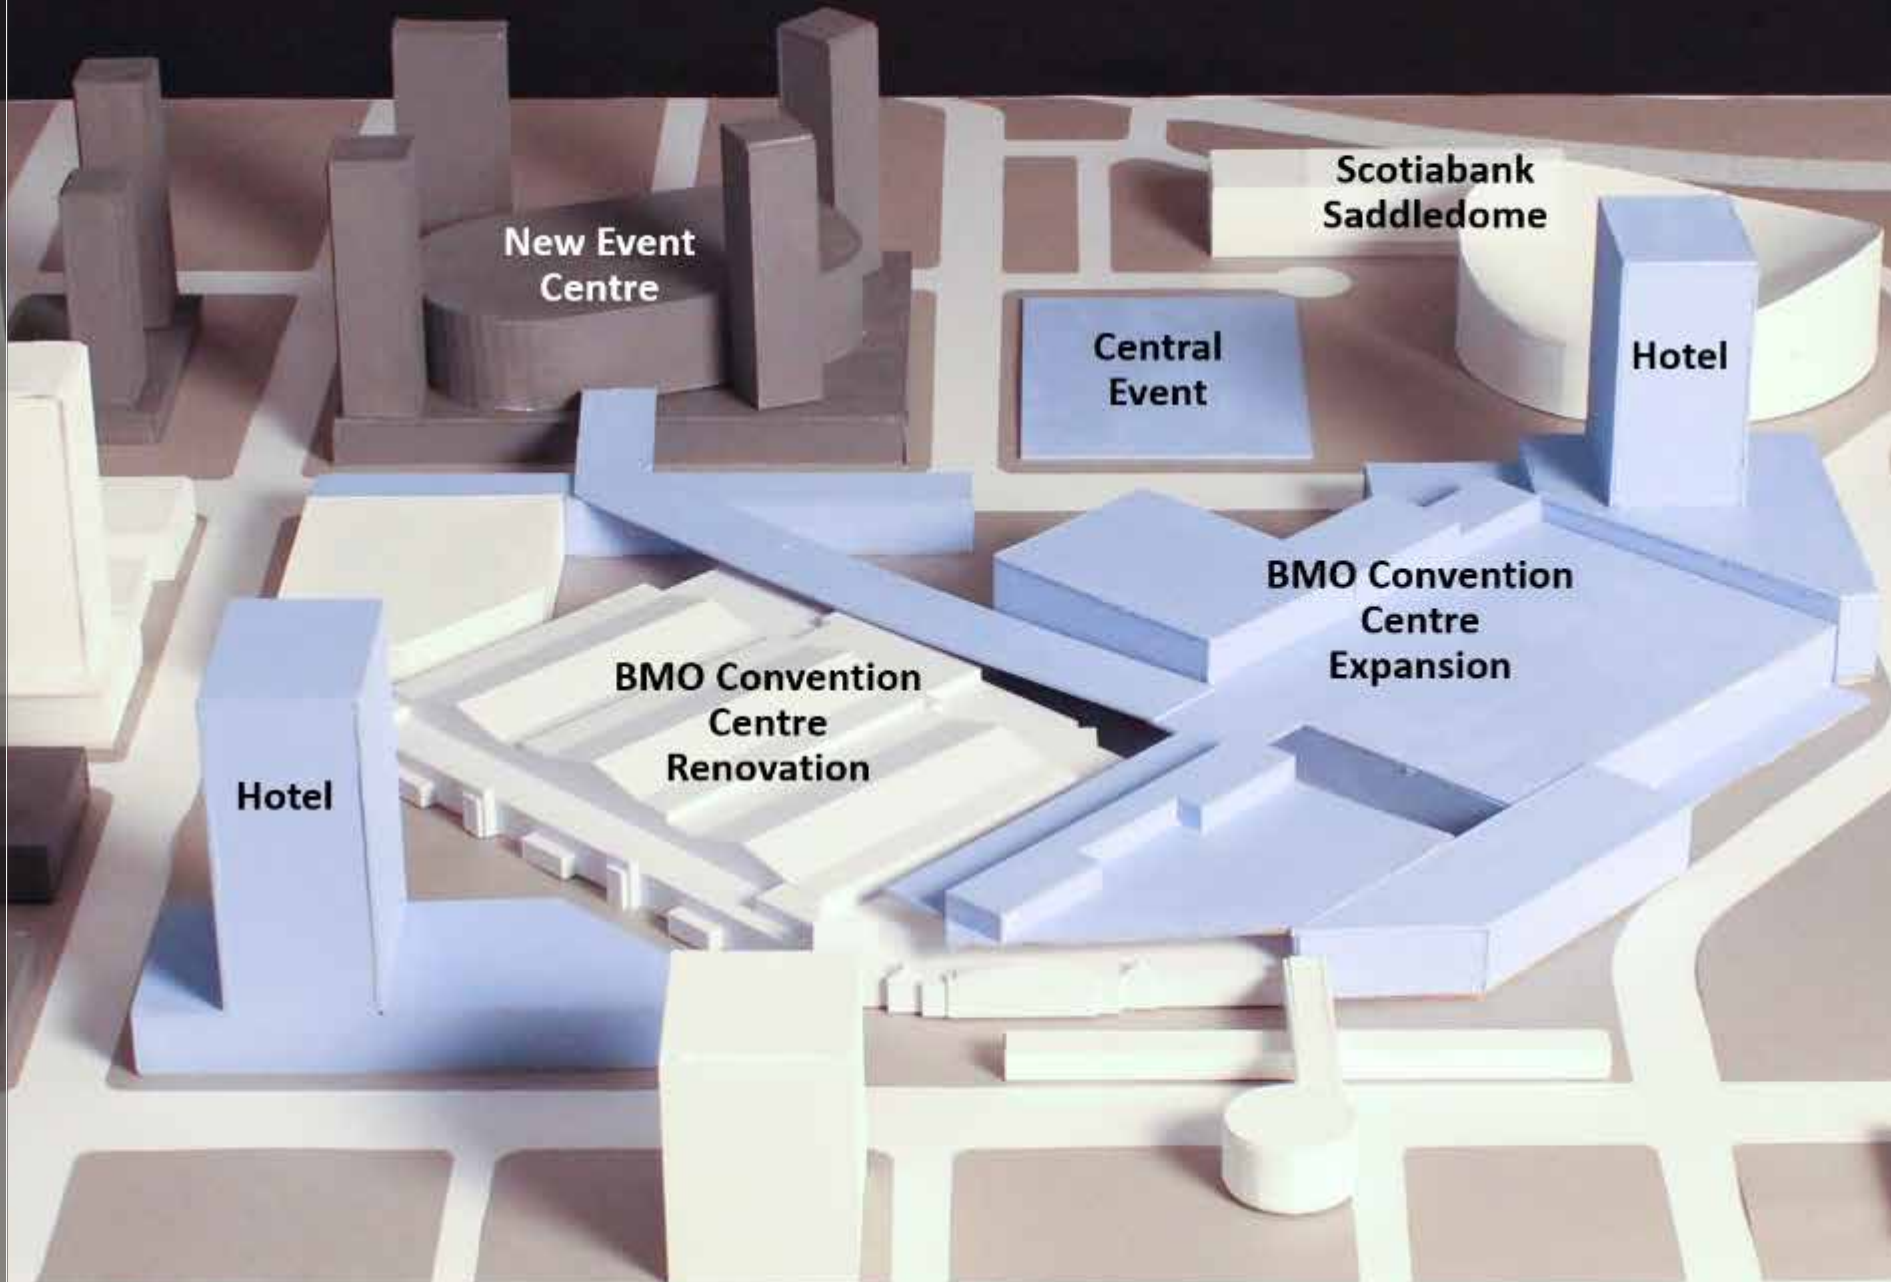 Scotiabank
Saddledome
New Event
Centre
Central
Event
Hotel
BMO Convention
Centre
Expansion
BMO Convention
Centre
Renovation
Hotel